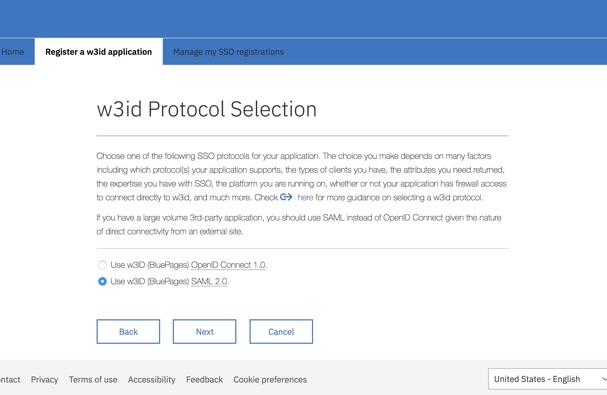 Home
Register a w3id application
Manage my SSO registrations
w3id Protocol Selection
Choose one of the following SSO protocols for your application. The choice you make depends on many factors
including which protocol(s) your application supports, the types of clients you have, the attributes you need returned,
the expertise you have with SSO, the platform you are running on, whether or not your application has firewall access
to connect directly to w3id, and much more. Check here for more guidance on selecting a w3id protocol.
If you have a large volume 3rd-party application, you should use SAML instead of OpenID Connect given the nature
of direct connectivity from an external site.
Use w3ID (BluePages) OpenID Connect 1.0.
Use w3ID (BluePages) SAML 2.0.
Back
Next
Cancel
ntact
Privacy
Terms of use
Accessibility
Feedback
Cookie preferences
United States - English